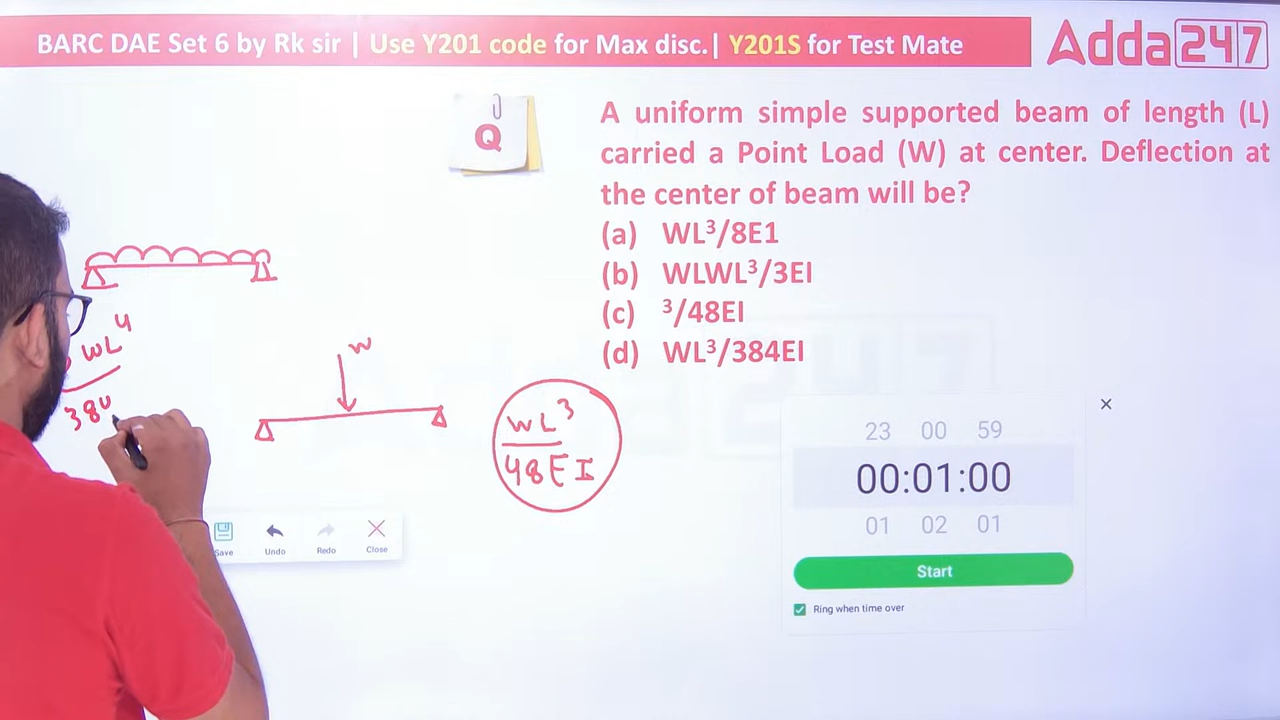 BARC DAE Set 6 by Rk sir | Use Y201 code for Max disc.| Y201S for Test Mate
Adda247
Q
A uniform simple supported beam of length (L)
carried a Point Load (W) at center. Deflection at
the center of beam will be?
(a) WL³/8E1
(b) WLWL³/3EI
(c) ³/48EI
(d) WL³/384EI
WL⁴
384
W
WL³
48EI
23 00 59
00:01:00
01 02 01
Start
Ring when time over
Save Undo Redo Close